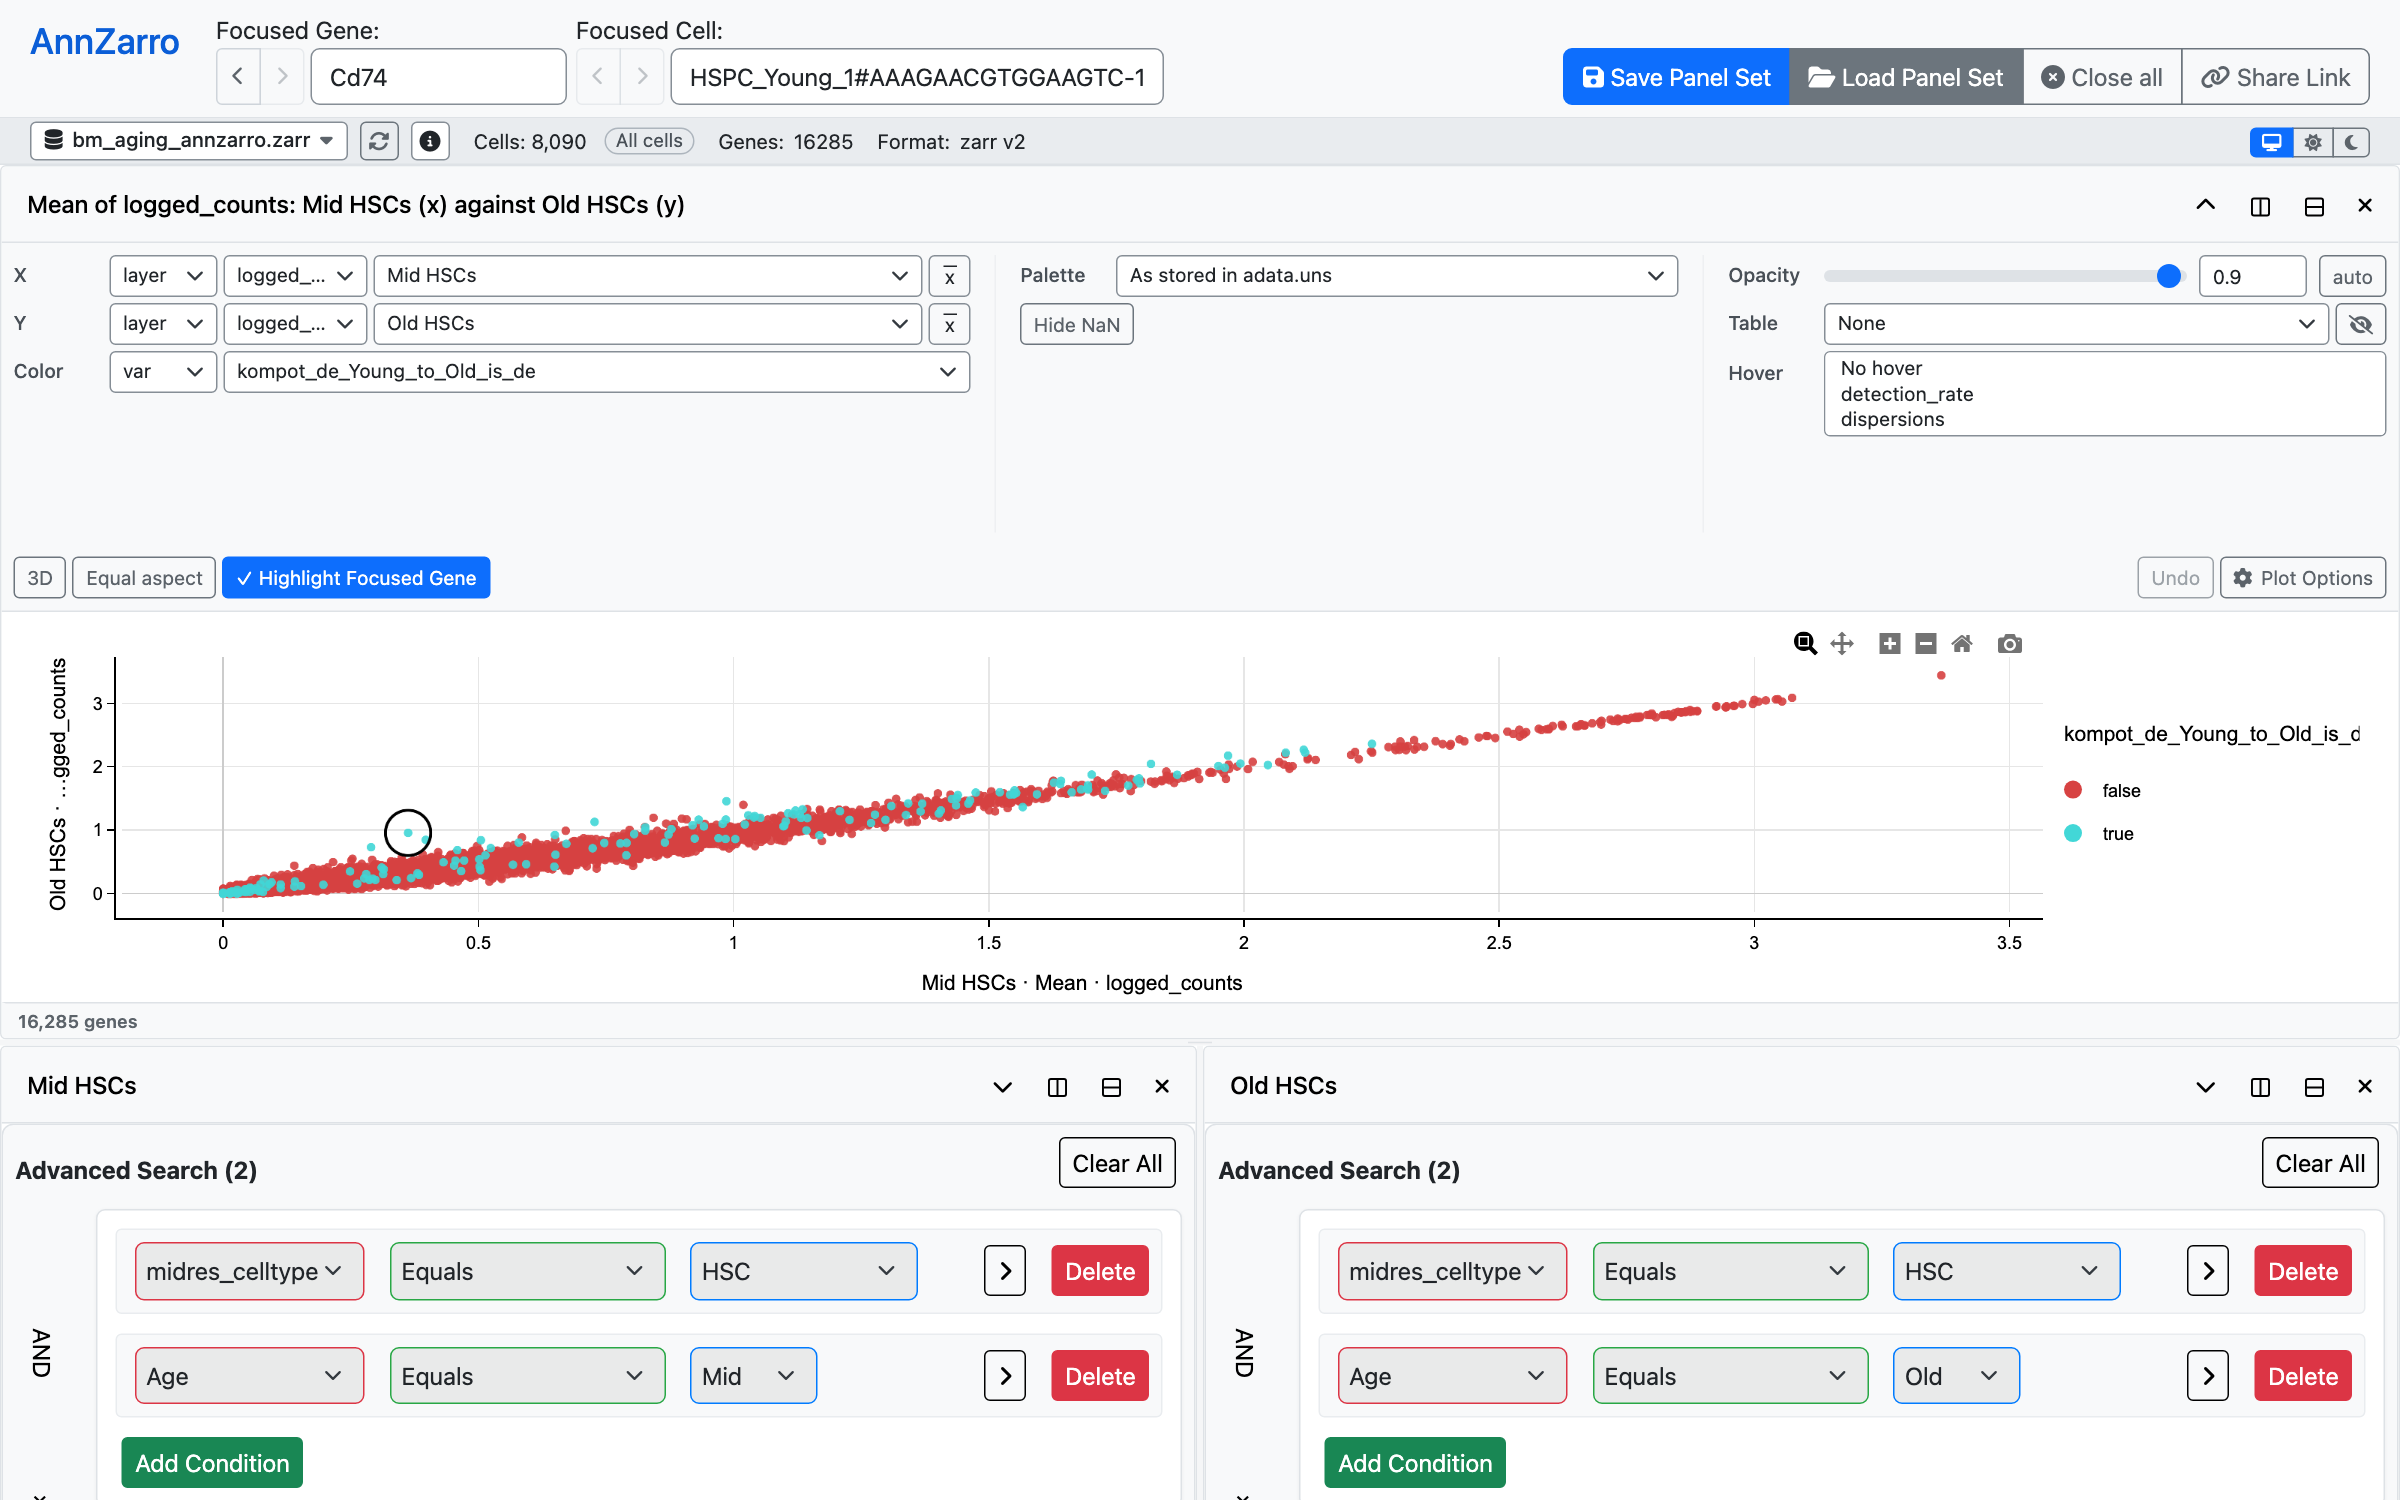 AnnZarro
Focused Gene:
Cd74
Focused Cell:
HSPC_Young_1#AAAGAACGTGGAAGTC-1
Save Panel Set
Load Panel Set
Close all
Share Link
bm_aging_annzarro.zarr
Cells: 8,090
All cells
Genes: 16285
Format: zarr v2
Mean of logged_counts: Mid HSCs (x) against Old HSCs (y)
X
layer
logged_...
Mid HSCs
x
Y
layer
logged_...
Old HSCs
x
Color
var
kompot_de_Young_to_Old_is_de
Palette
As stored in adata.uns
Hide NaN
Opacity
0.9
auto
Table
None
Hover
No hover
detection_rate
dispersions
3D
Equal aspect
✓ Highlight Focused Gene
Undo
Plot Options
Old HSCs · ...gged_counts
3
2
1
0
0
0.5
1
1.5
2
2.5
3
3.5
Mid HSCs · Mean · logged_counts
kompot_de_Young_to_Old_is_d
false
true
16,285 genes
Mid HSCs
Advanced Search (2)
Clear All
AND
midres_celltype
Equals
HSC
Delete
Age
Equals
Mid
Delete
Add Condition
Old HSCs
Advanced Search (2)
Clear All
AND
midres_celltype
Equals
HSC
Delete
Age
Equals
Old
Delete
Add Condition